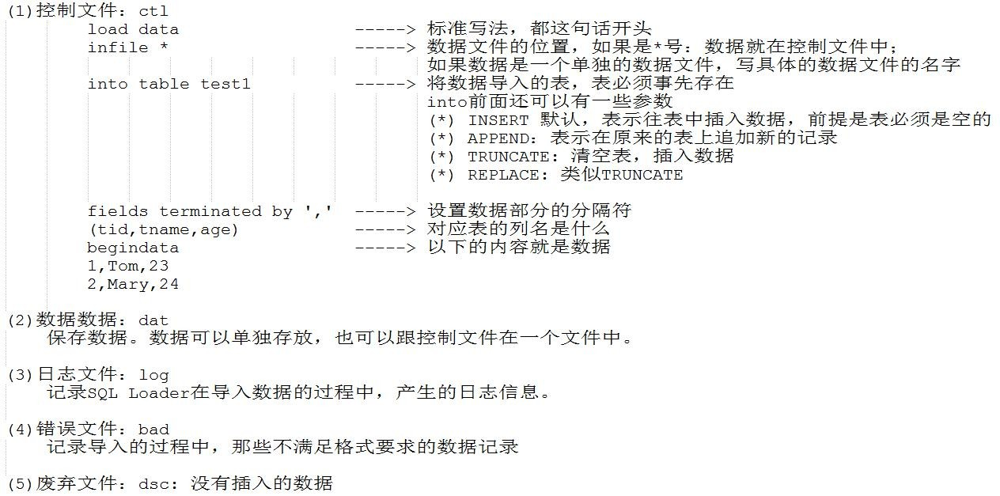 (1)控制文件：ctl
load data -----> 标准写法，都这句话开头
infile * -----> 数据文件的位置，如果是*号：数据就在控制文件中；
如果数据是一个单独的数据文件，写具体的数据文件的名字
into table test1 -----> 将数据导入的表，表必须事先存在
into前面还可以有一些参数
(*) INSERT 默认，表示往表中插入数据，前提是表必须是空的
(*) APPEND：表示在原来的表上追加新的记录
(*) TRUNCATE：清空表，插入数据
(*) REPLACE：类似TRUNCATE
fields terminated by ',' -----> 设置数据部分的分隔符
(tid,tname,age) -----> 对应表的列名是什么
begindata -----> 以下的内容就是数据
1,Tom,23
2,Mary,24
(2)数据数据：dat
保存数据。数据可以单独存放，也可以跟控制文件在一个文件中。
(3)日志文件：log
记录SQL Loader在导入数据的过程中，产生的日志信息。
(4)错误文件：bad
记录导入的过程中，那些不满足格式要求的数据记录
(5)废弃文件：dsc：没有插入的数据